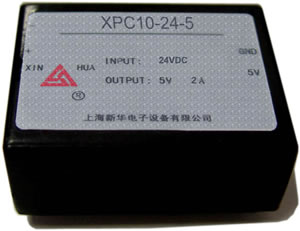 XPC10-24-5
+ GND
XIN HUA INPUT: 24VDC
- OUTPUT: 5V 2A 5V
®
上海新华电子设备有限公司